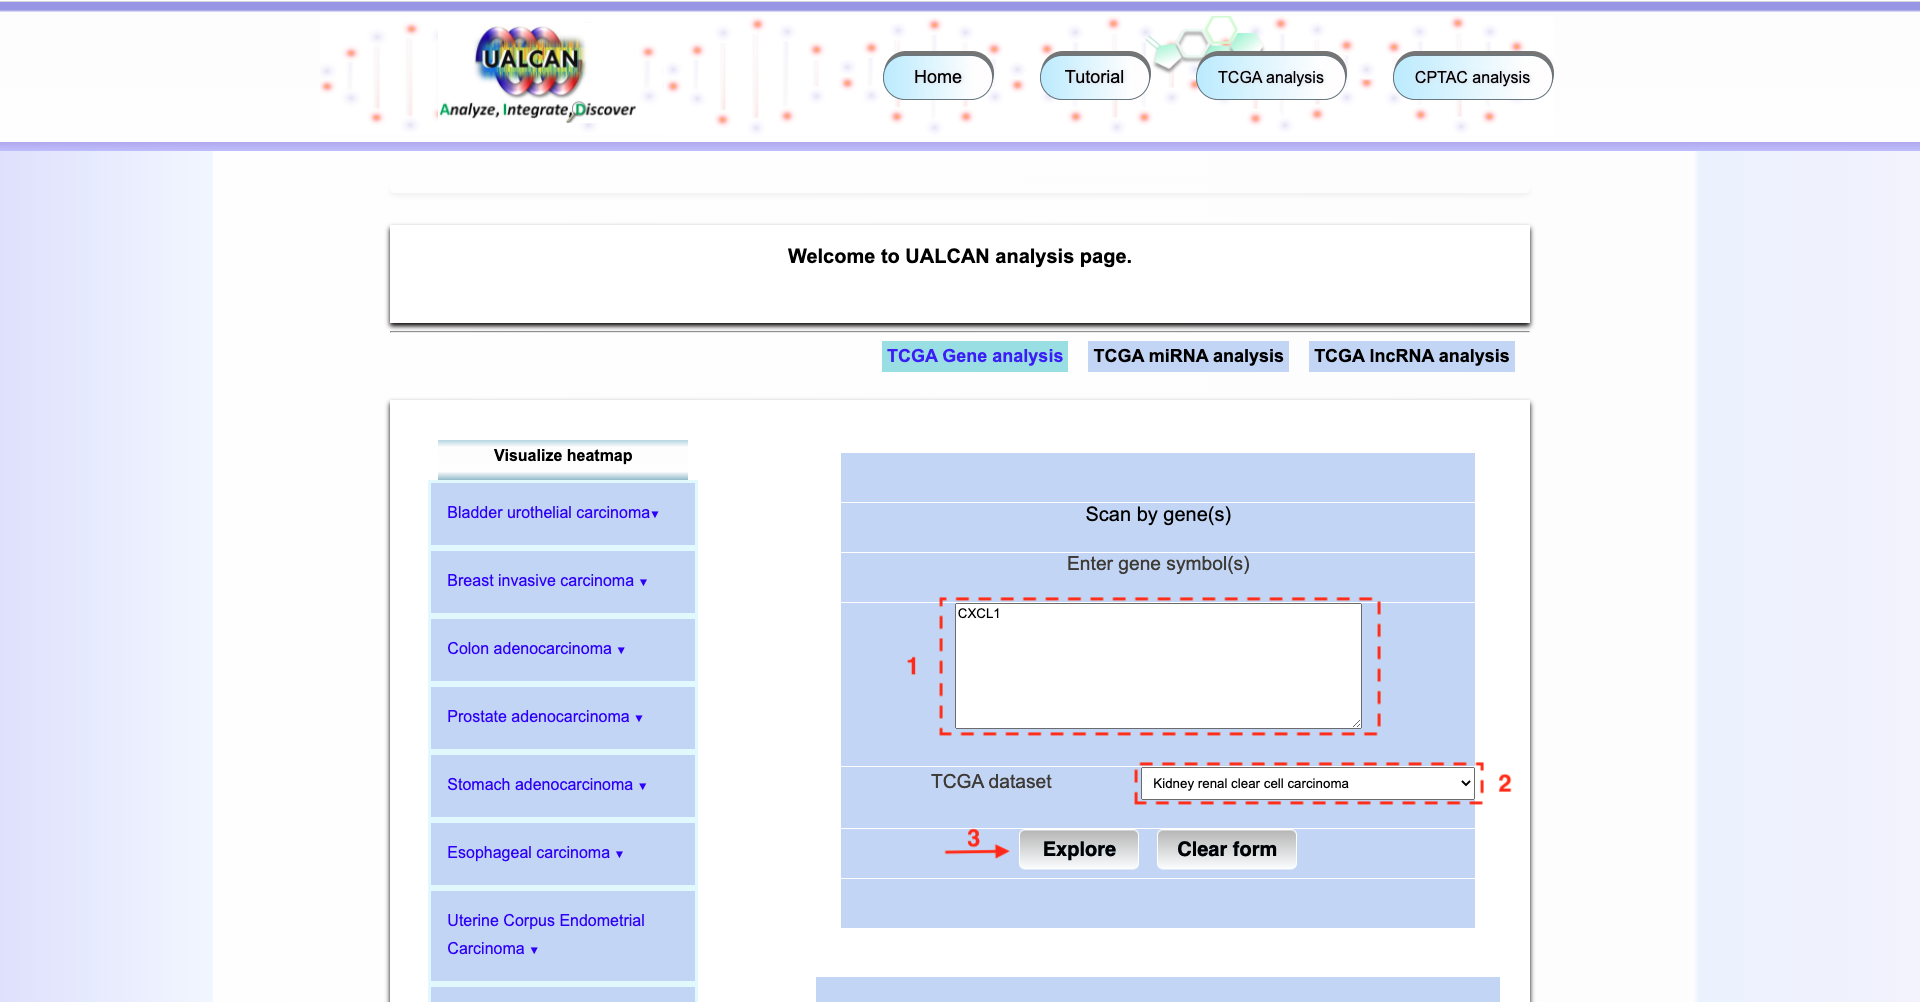 UALCAN
Analyze, Integrate, Discover
Home
Tutorial
TCGA analysis
CPTAC analysis
Welcome to UALCAN analysis page.
TCGA Gene analysis
TCGA miRNA analysis
TCGA lncRNA analysis
Visualize heatmap
Bladder urothelial carcinoma▾
Breast invasive carcinoma ▾
Colon adenocarcinoma ▾
Prostate adenocarcinoma ▾
Stomach adenocarcinoma ▾
Esophageal carcinoma ▾
Uterine Corpus Endometrial
Carcinoma ▾
Scan by gene(s)
Enter gene symbol(s)
CXCL1
1
TCGA dataset
Kidney renal clear cell carcinoma
2
3
Explore
Clear form